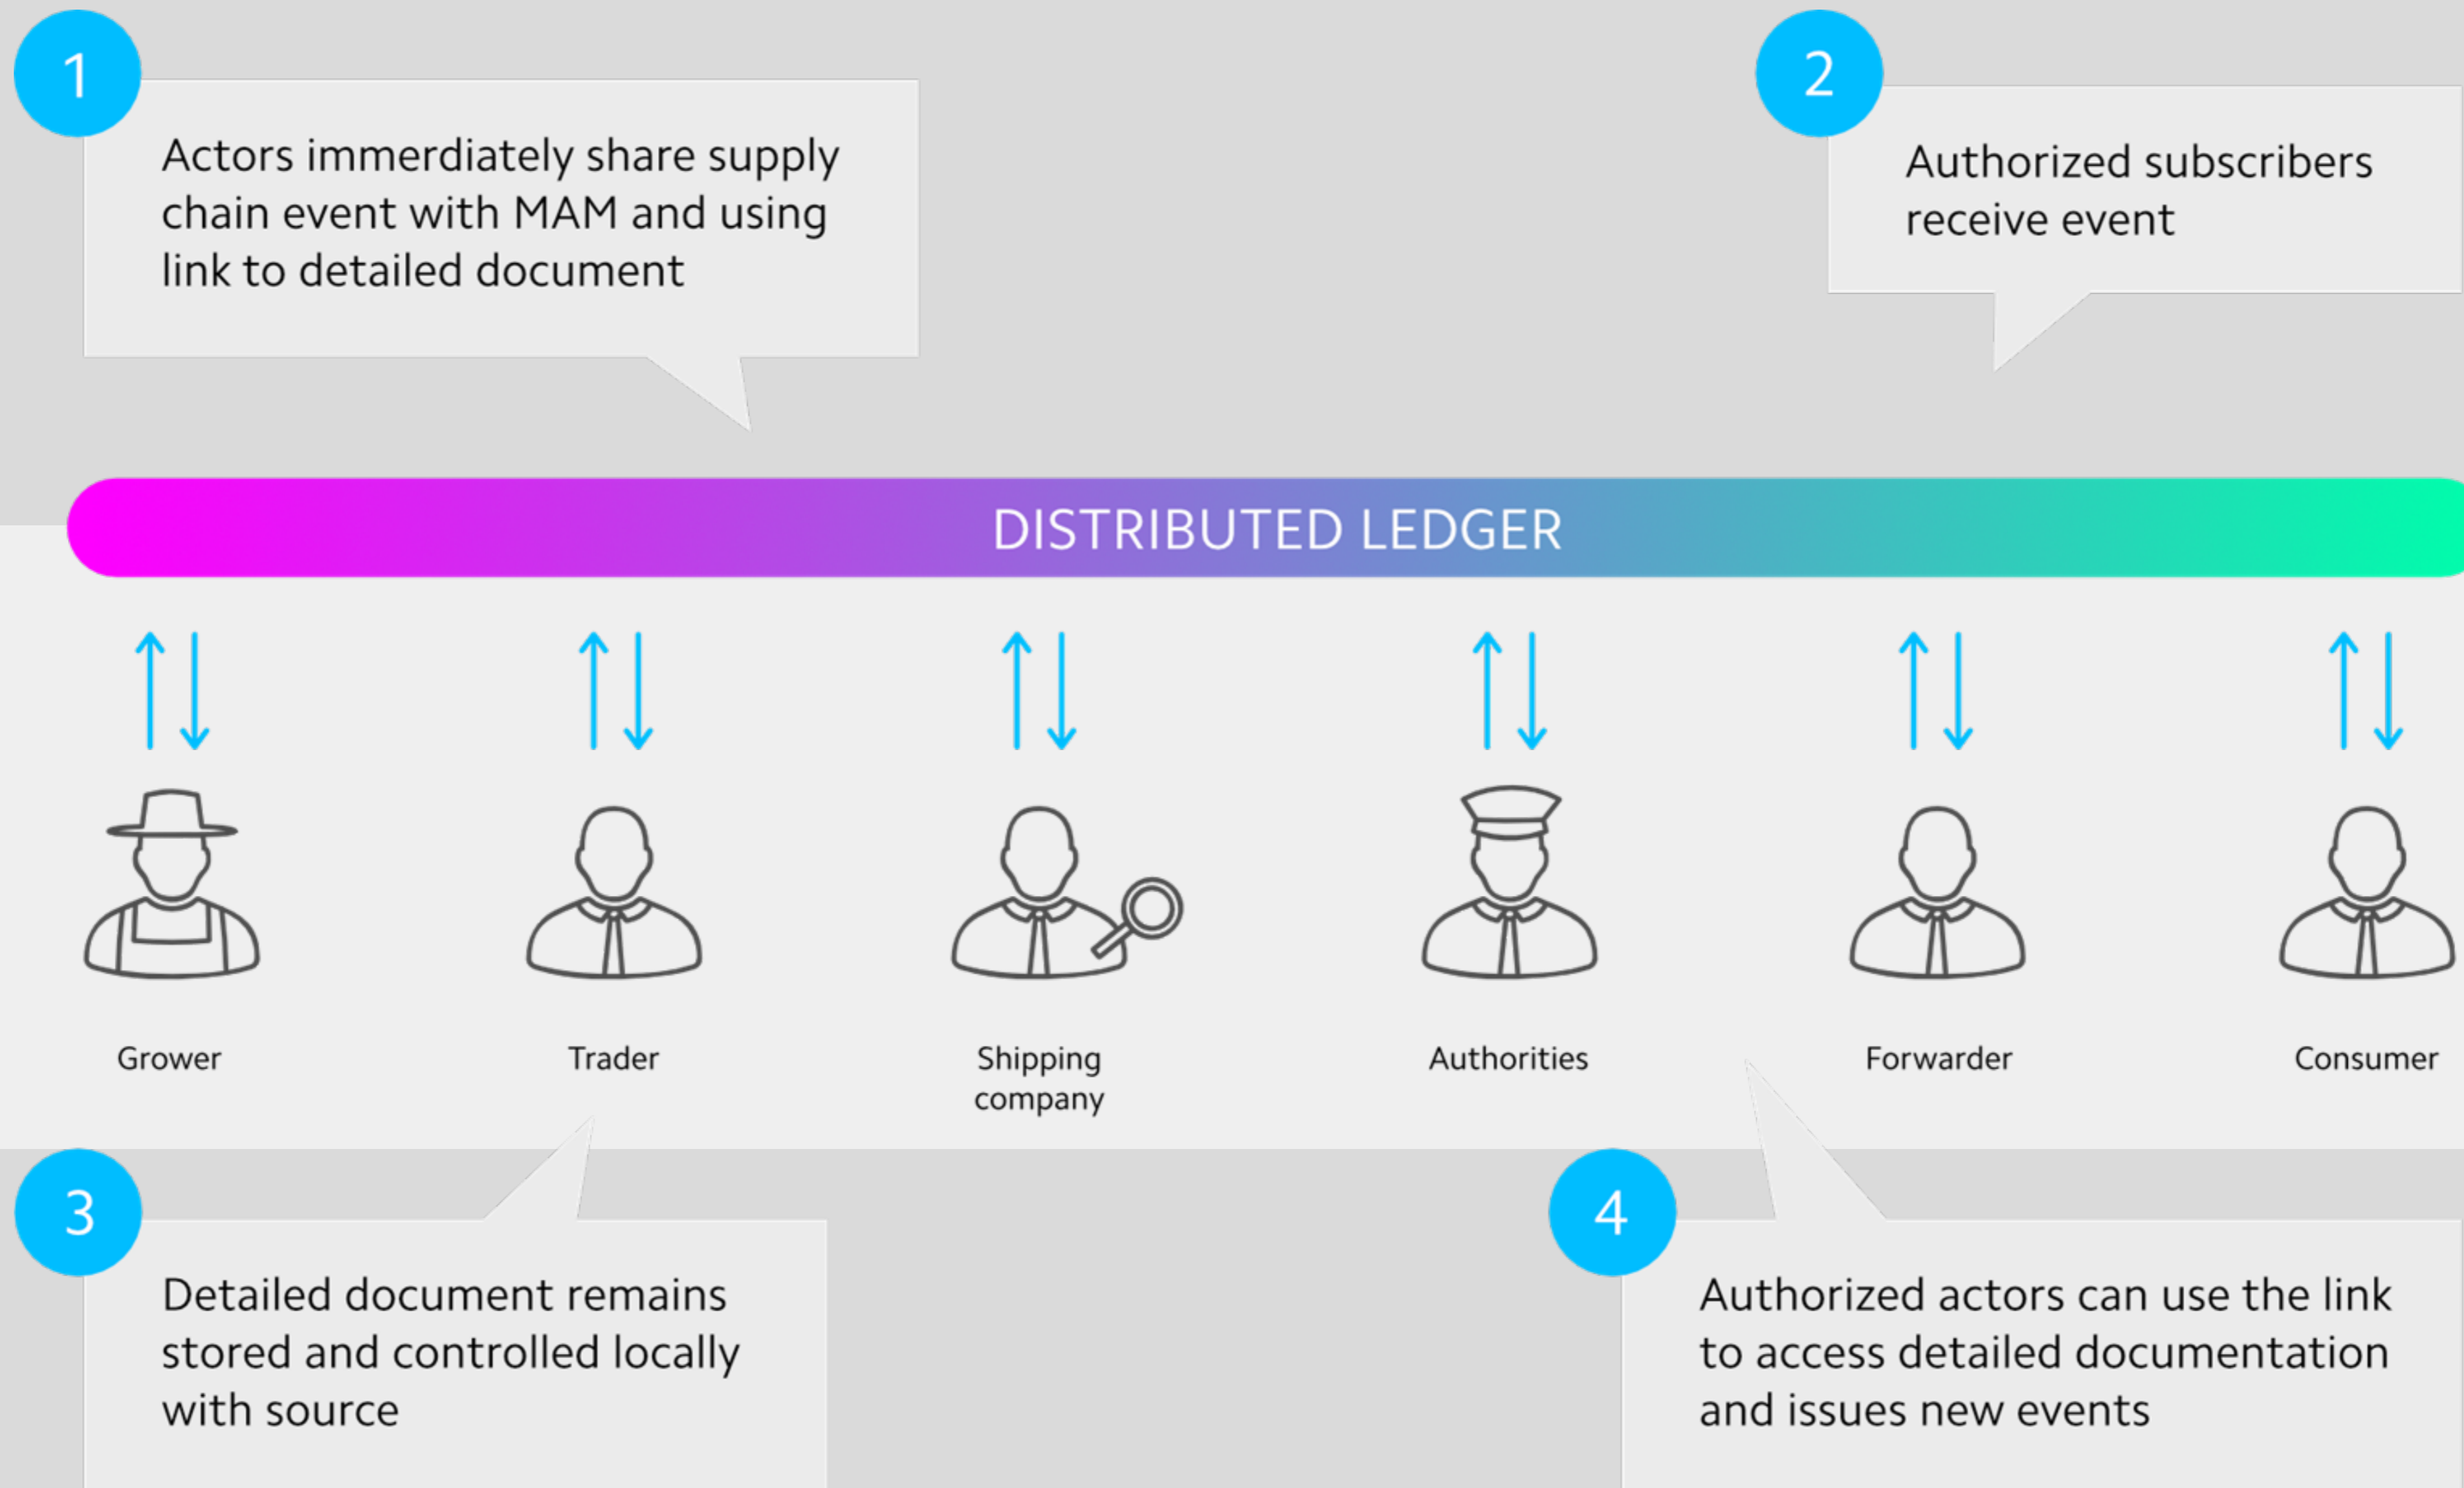 1
Actors immerdiately share supply
chain event with MAM and using
link to detailed document
2
Authorized subscribers
receive event
DISTRIBUTED LEDGER
Grower
Trader
Shipping
company
Authorities
Forwarder
Consumer
3
Detailed document remains
stored and controlled locally
with source
4
Authorized actors can use the link
to access detailed documentation
and issues new events